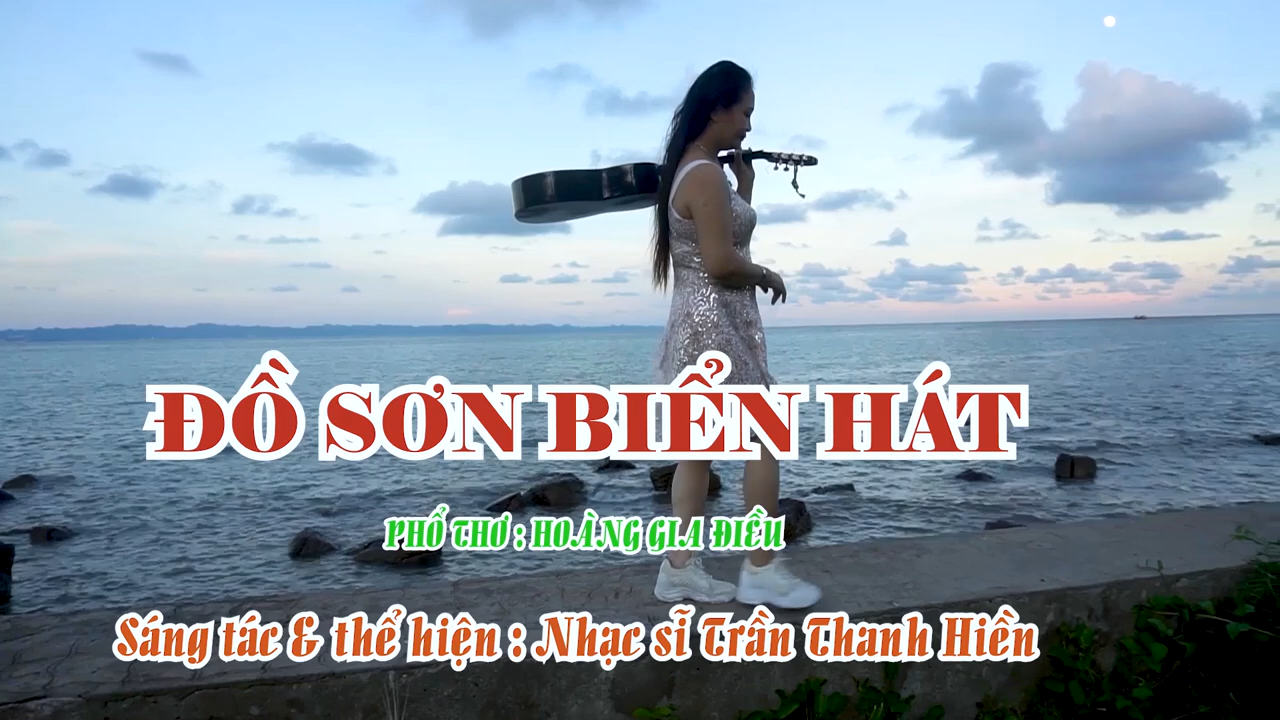 ĐỒ SƠN BIỂN HÁT
PHỔ THƠ : HOÀNG GIA ĐIỀU
Sáng tác & thể hiện : Nhạc sĩ Trần Thanh Hiền